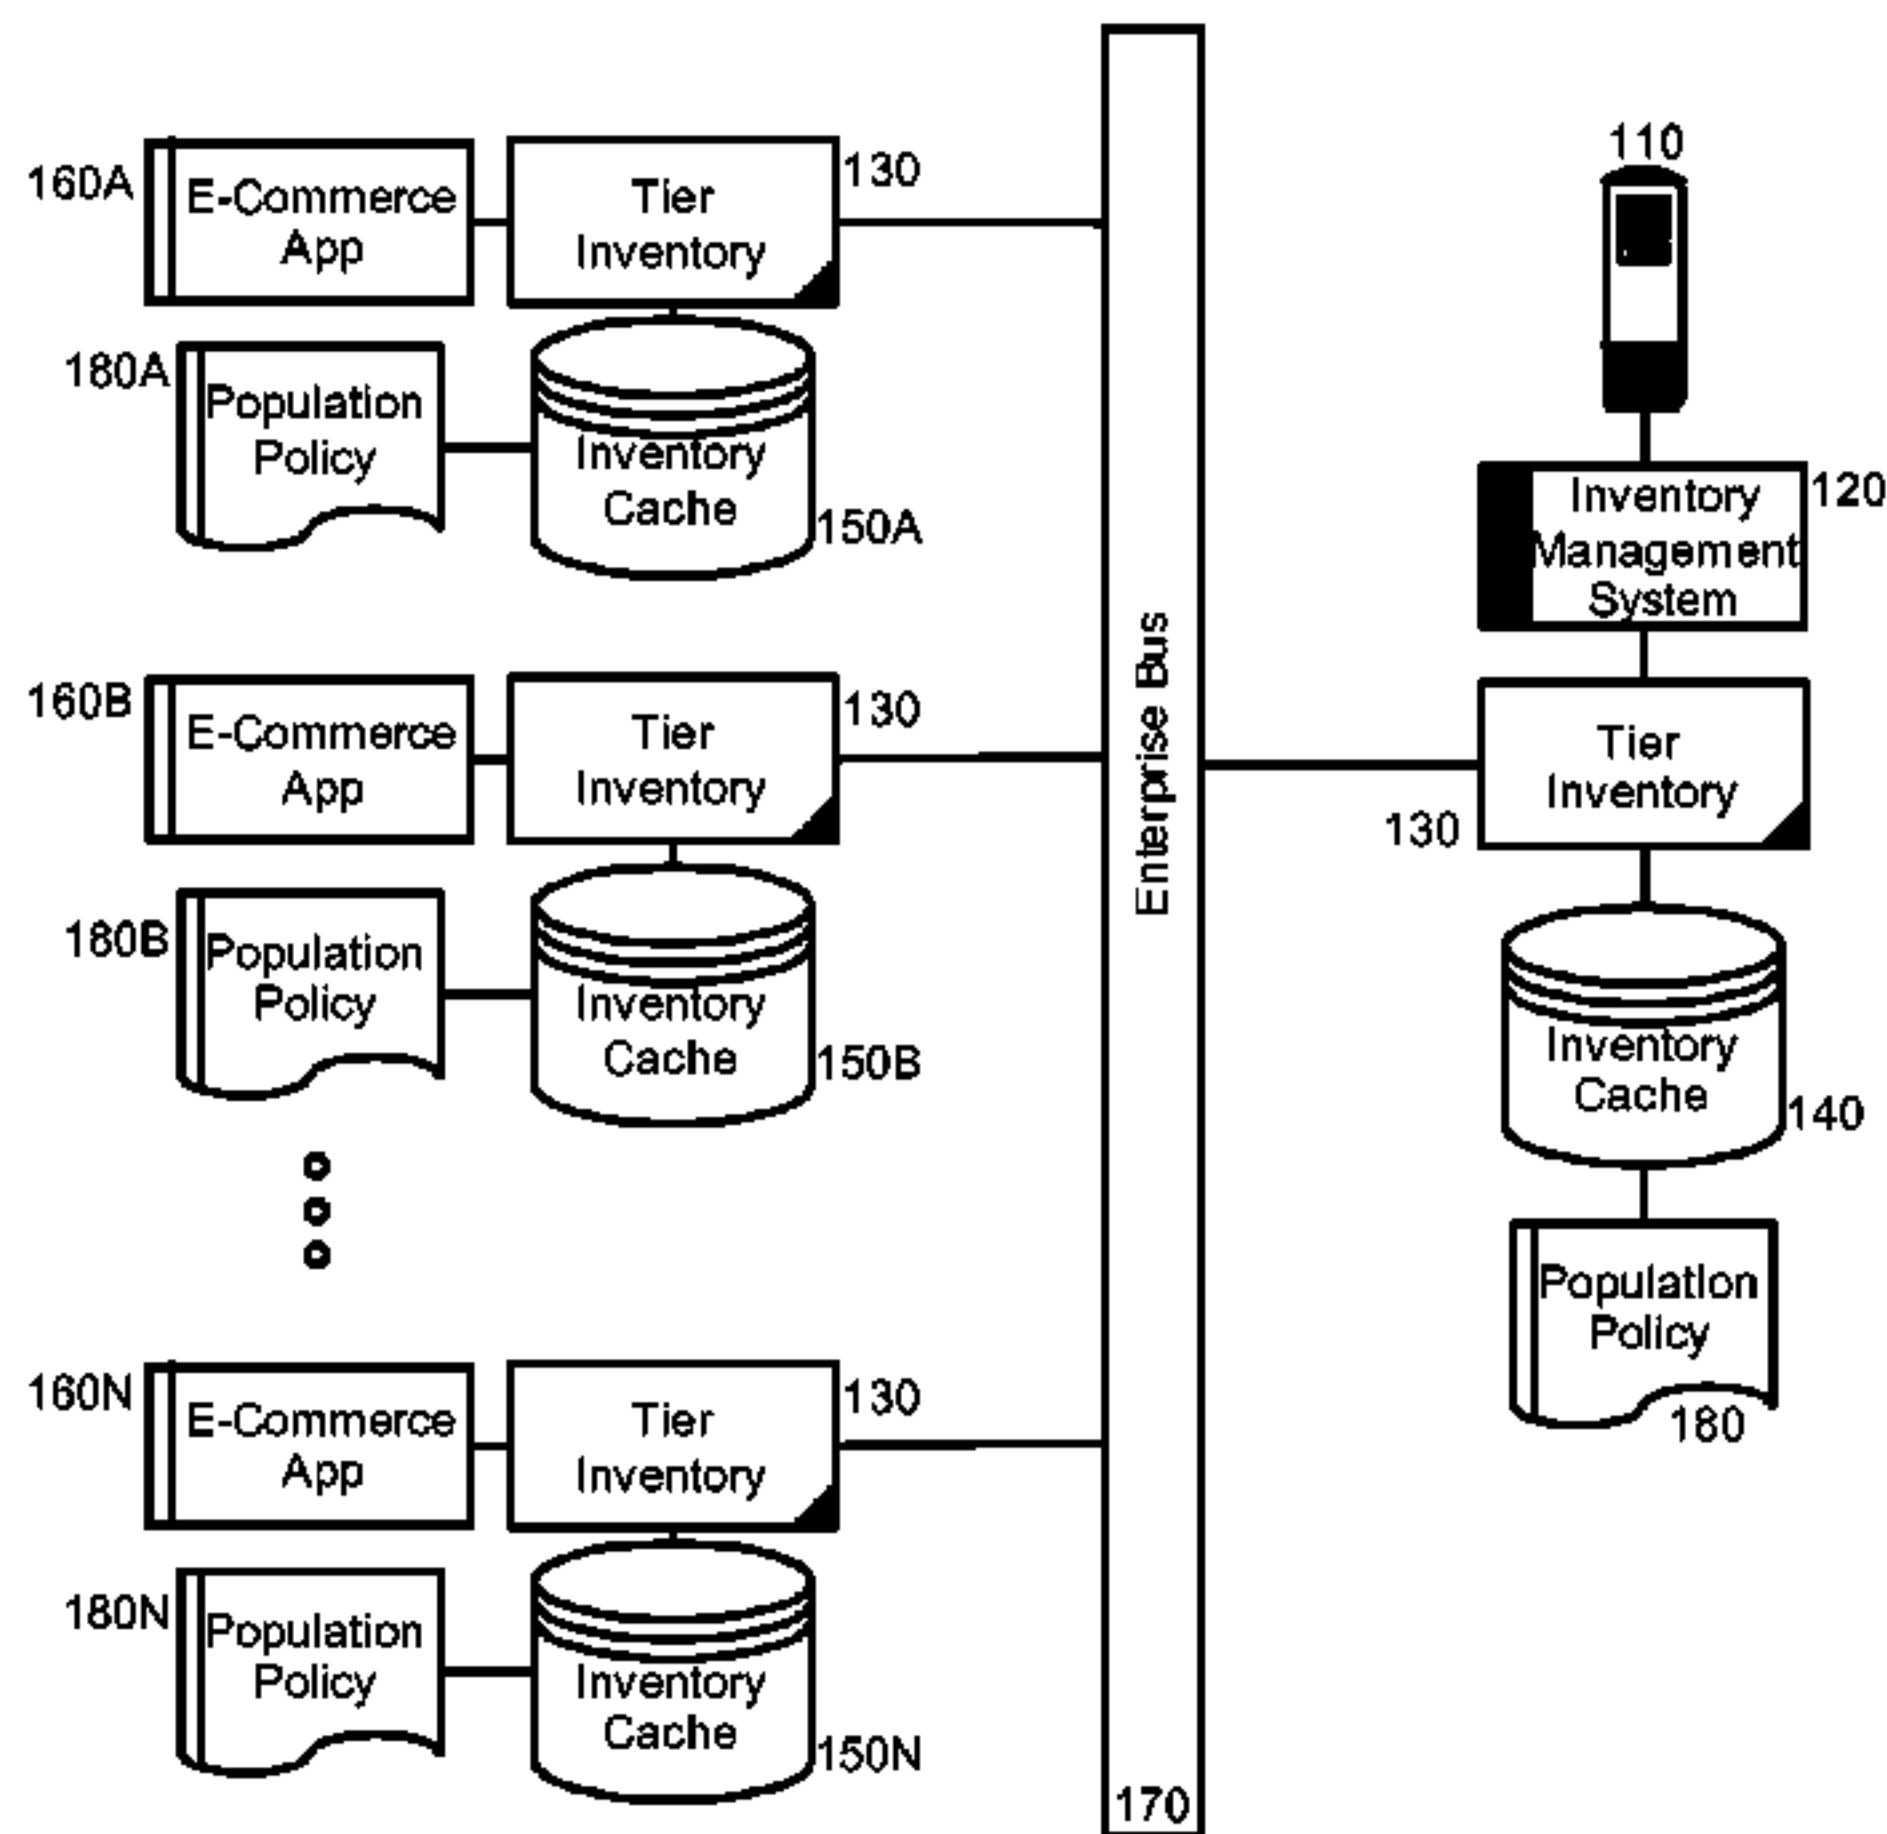 160A
E-Commerce
App
Tier
Inventory
130
180A
Population
Policy
Inventory
Cache
150A
160B
E-Commerce
App
Tier
Inventory
130
180B
Population
Policy
Inventory
Cache
150B
160N
E-Commerce
App
Tier
Inventory
130
180N
Population
Policy
Inventory
Cache
150N
Enterprise Bus
170
110
Inventory
Management
System
120
Tier
Inventory
130
Inventory
Cache
140
Population
Policy
180